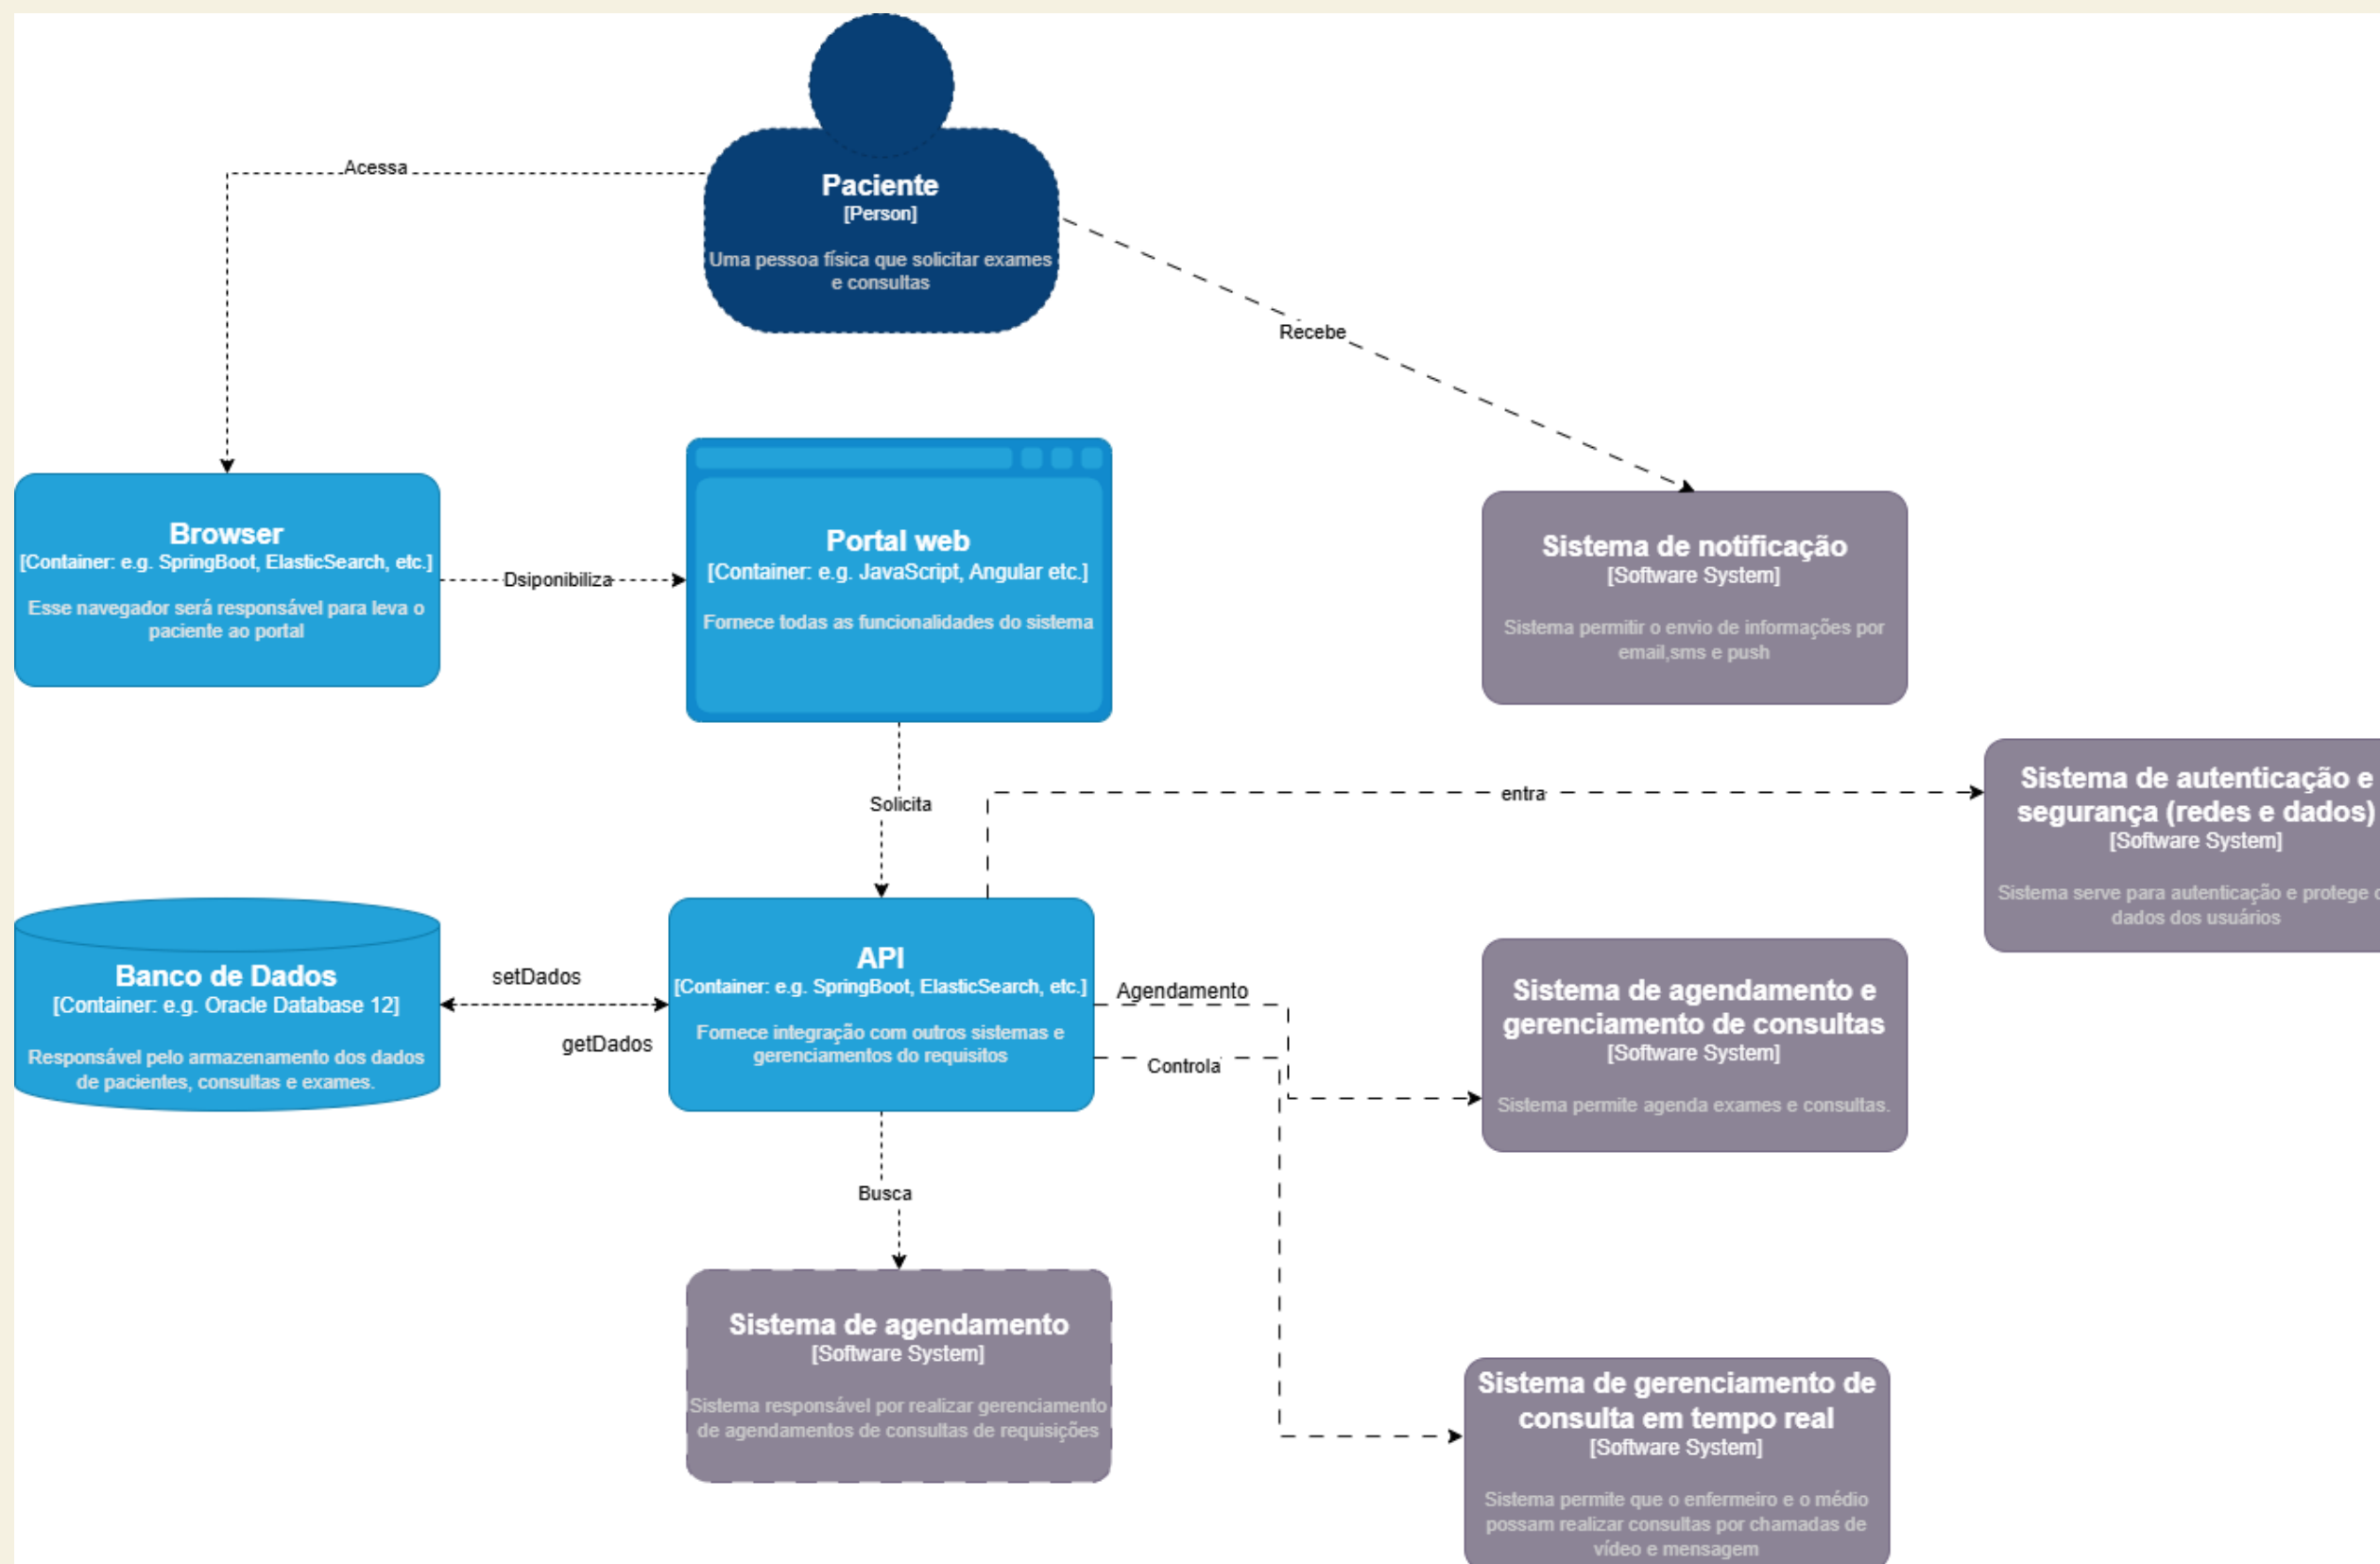 Acessa
Paciente
[Person]
Uma pessoa física que solicitar exames
e consultas
Recebe
Browser
[Container: e.g. SpringBoot, ElasticSearch, etc.]
Esse navegador será responsável para leva o
paciente ao portal
Dsiponibiliza
Portal web
[Container: e.g. JavaScript, Angular etc.]
Fornece todas as funcionalidades do sistema
Sistema de notificação
[Software System]
Sistema permitir o envio de informações por
email,sms e push
Solicita
entra
Sistema de autenticação e
segurança (redes e dados)
[Software System]
Sistema serve para autenticação e protege
dados dos usuários
Banco de Dados
[Container: e.g. Oracle Database 12]
Responsável pelo armazenamento dos dados
de pacientes, consultas e exames.
setDados
getDados
API
[Container: e.g. SpringBoot, ElasticSearch, etc.]
Fornece integração com outros sistemas e
gerenciamentos do requisitos
Agendamento
Controla
Sistema de agendamento e
gerenciamento de consultas
[Software System]
Sistema permite agenda exames e consultas.
Busca
Sistema de agendamento
[Software System]
Sistema responsável por realizar gerenciamento
de agendamentos de consultas de requisições
Sistema de gerenciamento de
consulta em tempo real
[Software System]
Sistema permite que o enfermeiro e o médio
possam realizar consultas por chamadas de
vídeo e mensagem